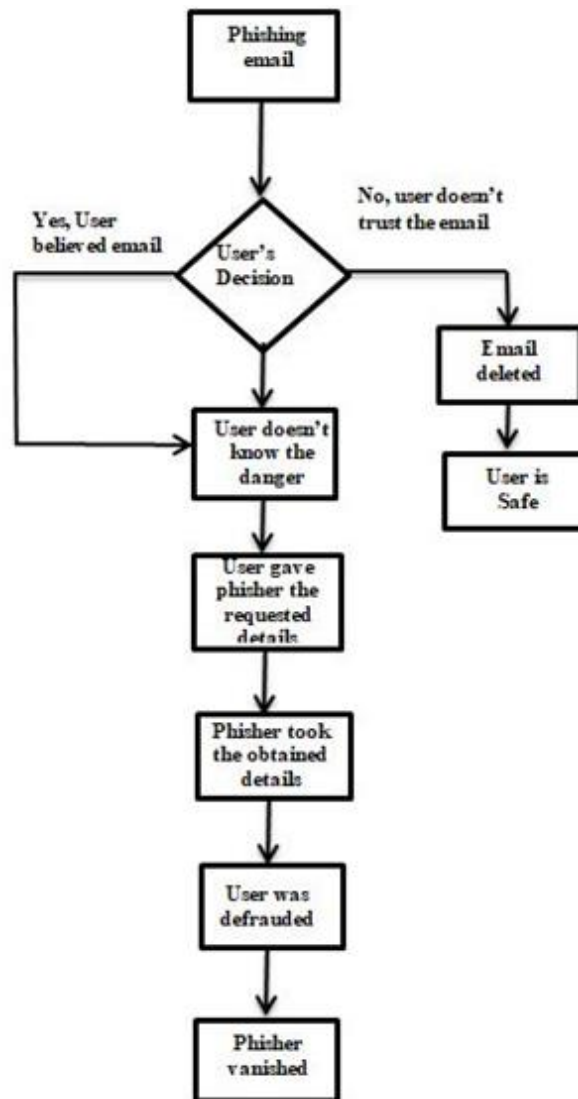 Phishing
email
Yes, User
believed email
No, user doesn't
trust the email
User's
Decision
Email
deleted
User doesn't
know the
danger
User is
Safe
User gave
phisher the
requested
details
Phisher took
the obtained
details
User was
defrauded
Phisher
vanished